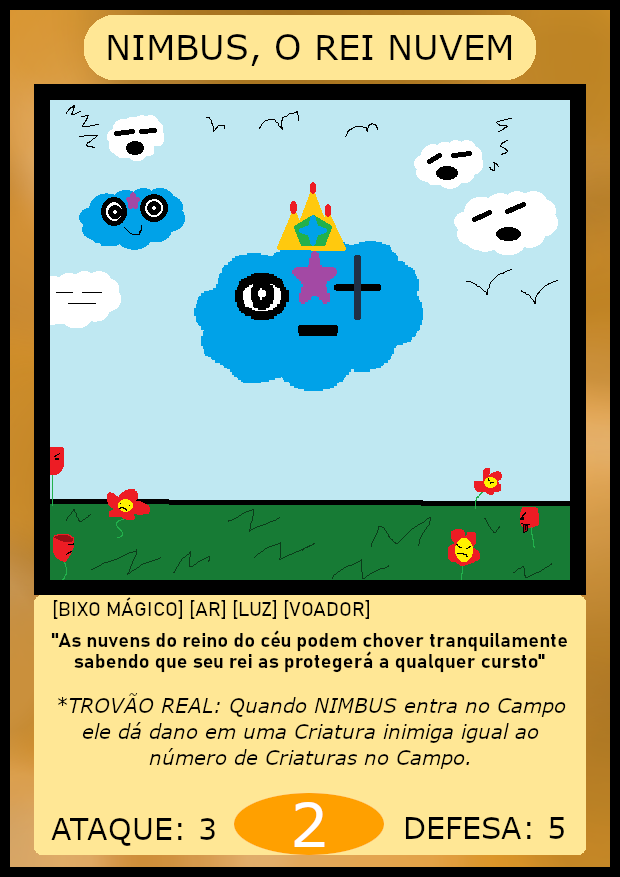 NIMBUS, O REI NUVEM
[BIXO MÁGICO] [AR] [LUZ] [VOADOR]
"As nuvens do reino do céu podem chover tranquilamente
sabendo que seu rei as protegerá a qualquer cursto"
*TROVÃO REAL: Quando NIMBUS entra no Campo
ele dá dano em uma Criatura inimiga igual ao
número de Criaturas no Campo.
ATAQUE: 3 2 DEFESA: 5